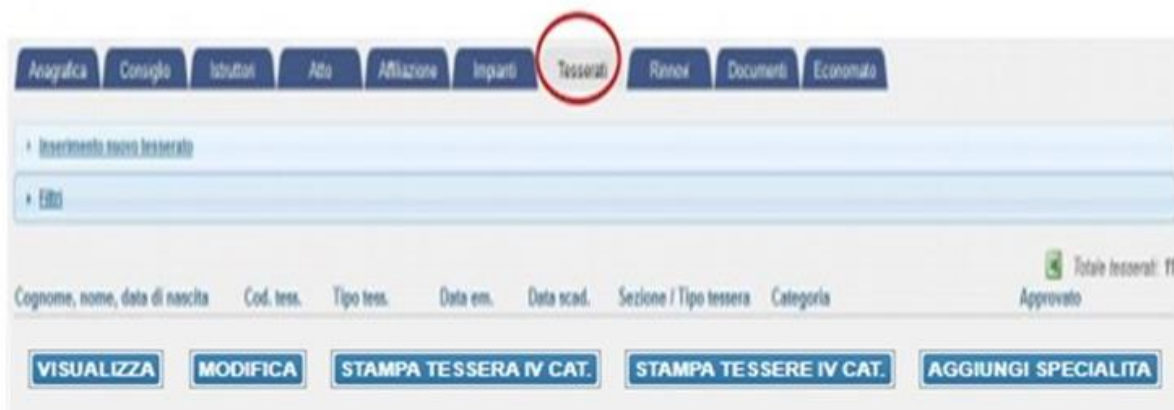 Anagrafica Consiglio Istruttori Atto Affiliazione Impianti Tesserati Rinnovi Documenti Economato
Inserimento nuovo tesserato
Filtri
Totale tesserati: 11
Cognome, nome, data di nascita Cod. tess. Tipo tess. Data em. Data scad. Sezione / Tipo tessera Categoria Approvato
VISUALIZZA MODIFICA STAMPA TESSERA IV CAT. STAMPA TESSERE IV CAT. AGGIUNGI SPECIALITA